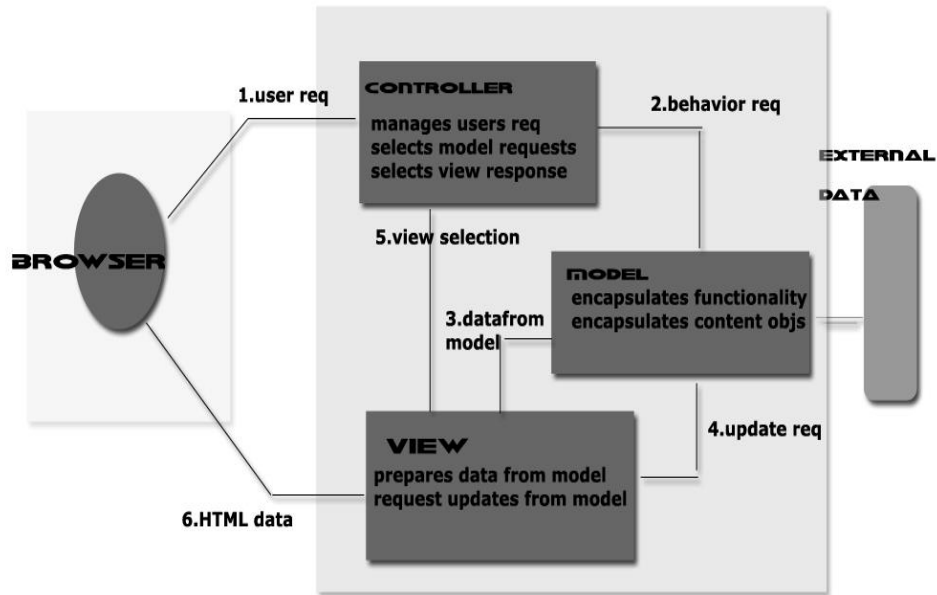 CONTROLLER
1.user req
manages users req
selects model requests
selects view response
2.behavior req
EXTERNAL
DATA
BROWSER
5.view selection
MODEL
encapsulates functionality
encapsulates content objs
3.datafrom
model
4.update req
VIEW
prepares data from model
request updates from model
6.HTML data